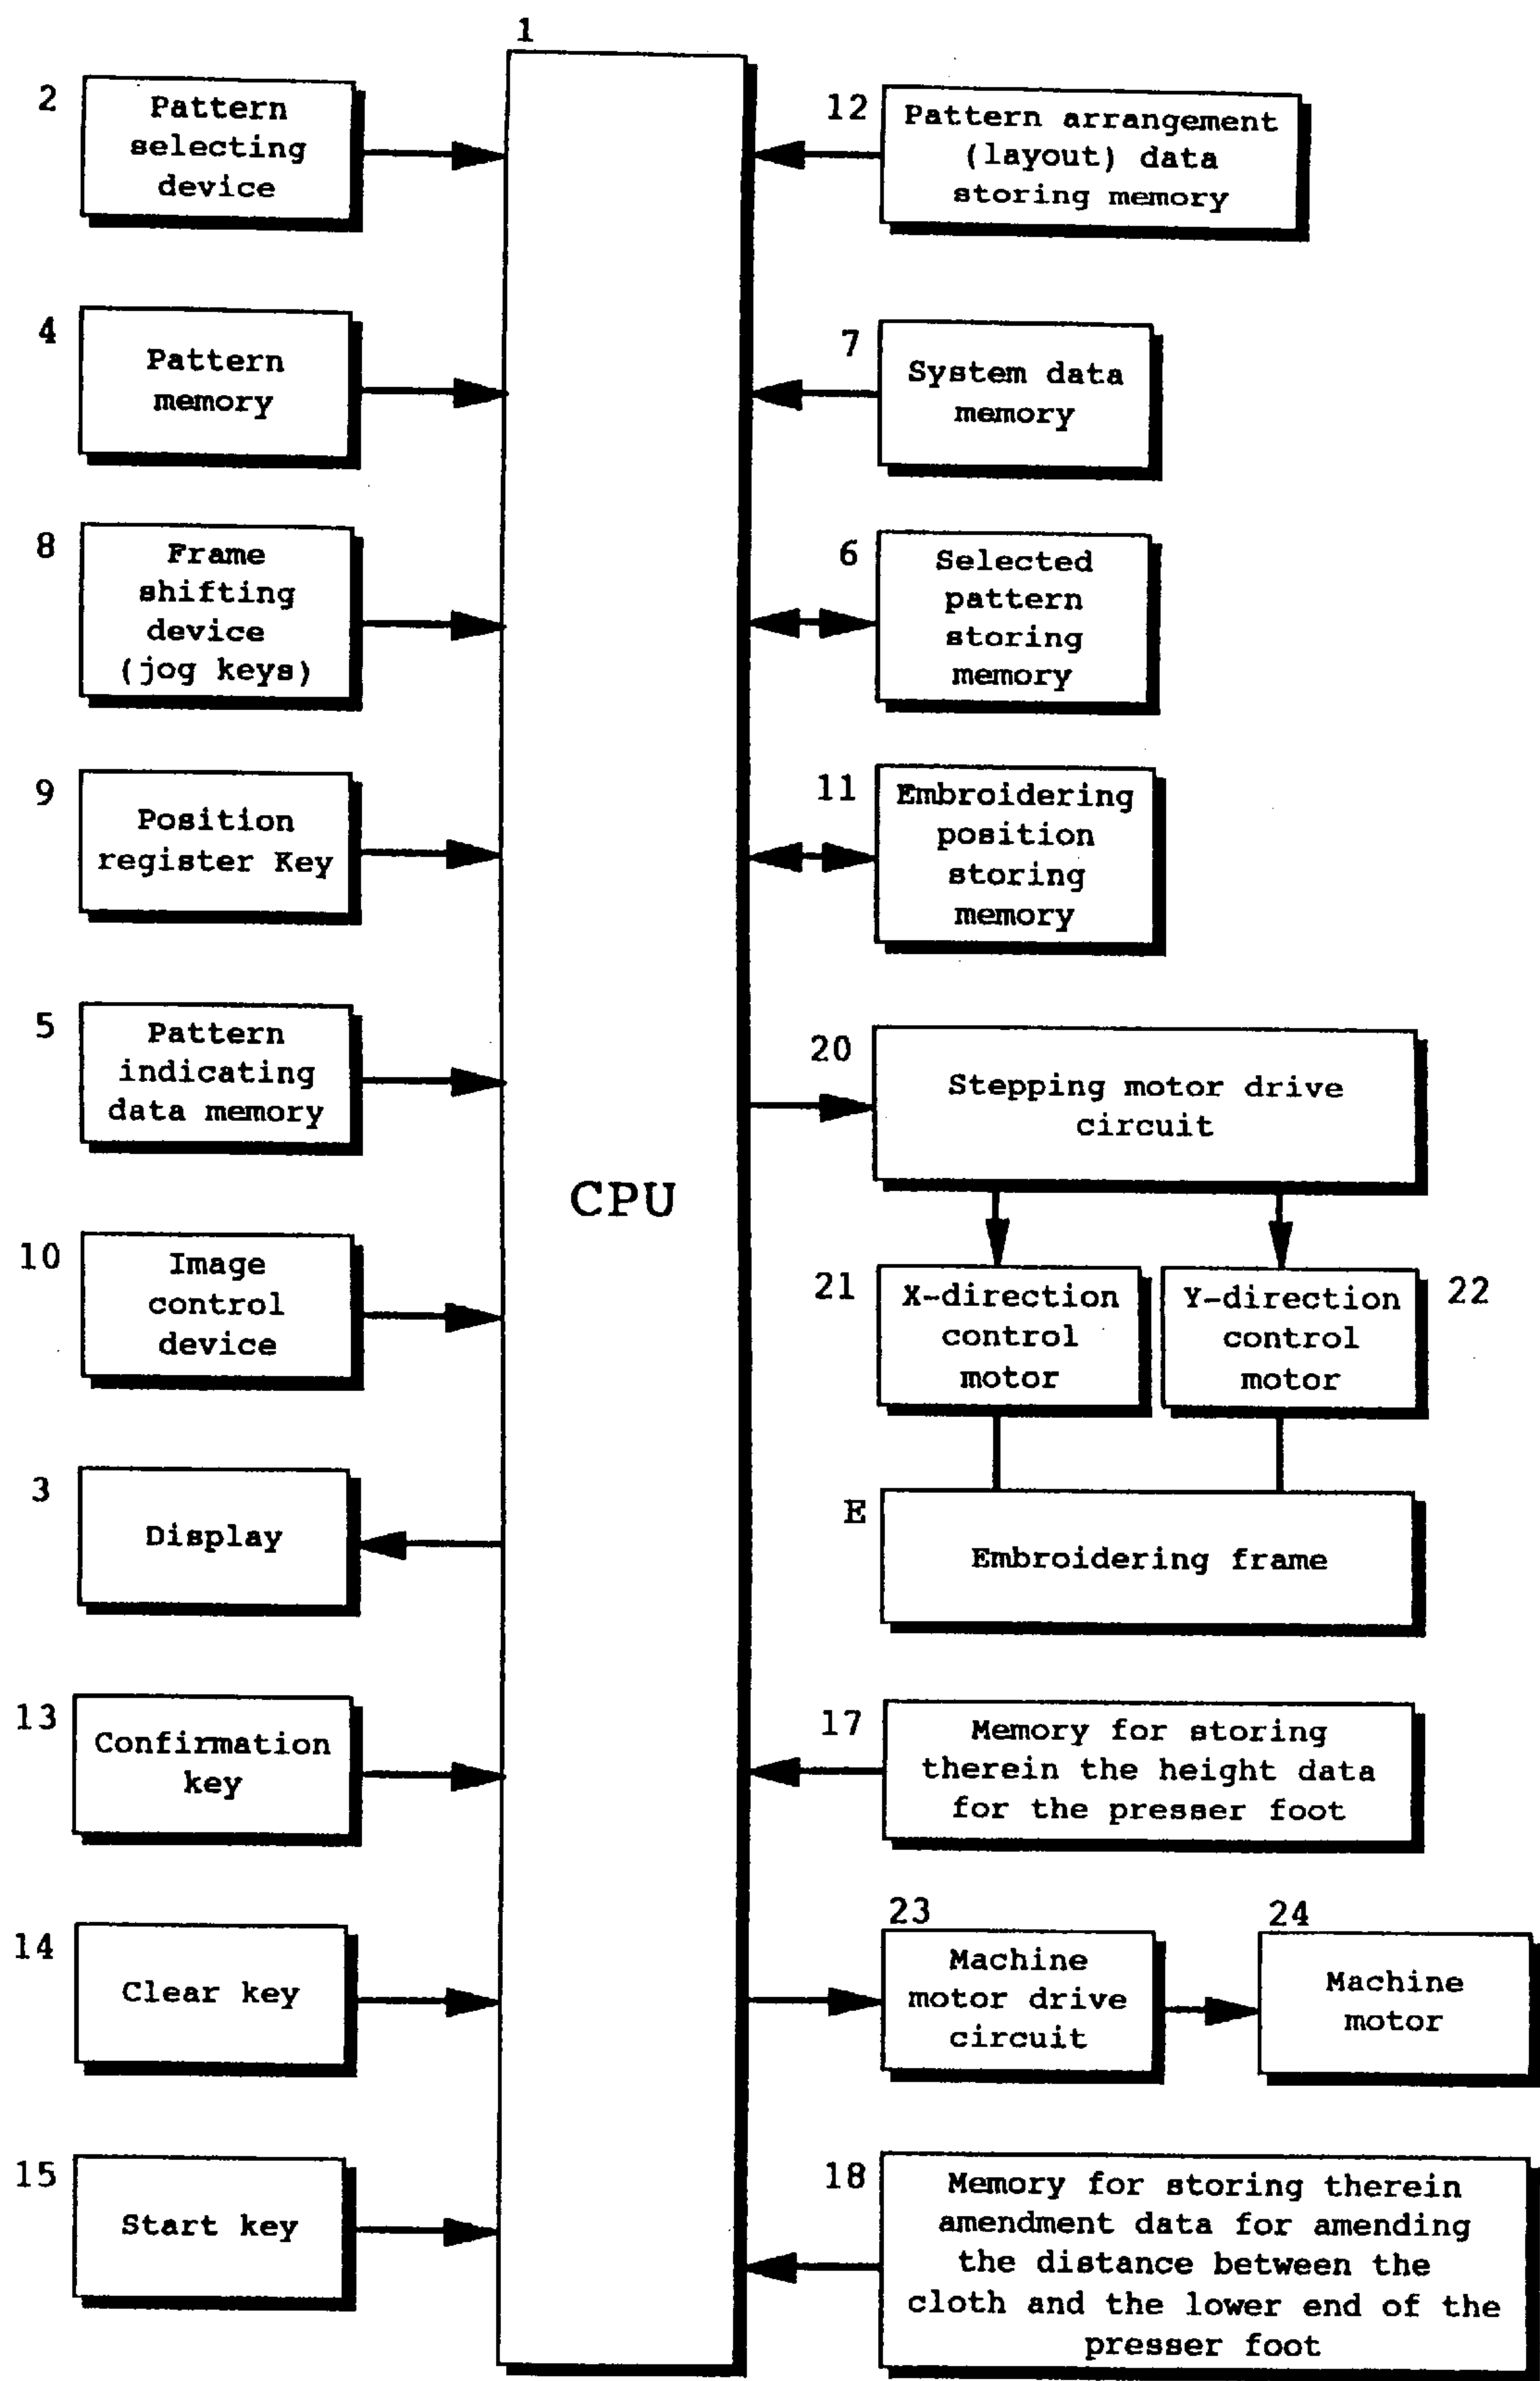 1
2
Pattern
selecting
device
4
Pattern
memory
8
Frame
shifting
device
(jog keys)
9
Position
register Key
5
Pattern
indicating
data memory
10
Image
control
device
3
Display
13
Confirmation
key
14
Clear key
15
Start key
CPU
12
Pattern arrangement
(layout) data
storing memory
7
System data
memory
6
Selected
pattern
storing
memory
11
Embroidering
position
storing
memory
20
Stepping motor drive
circuit
21
X-direction
control
motor
Y-direction
control
motor
22
E
Embroidering frame
17
Memory for storing
therein the height data
for the presser foot
23
Machine
motor drive
circuit
24
Machine
motor
18
Memory for storing therein
amendment data for amending
the distance between the
cloth and the lower end of the
presser foot